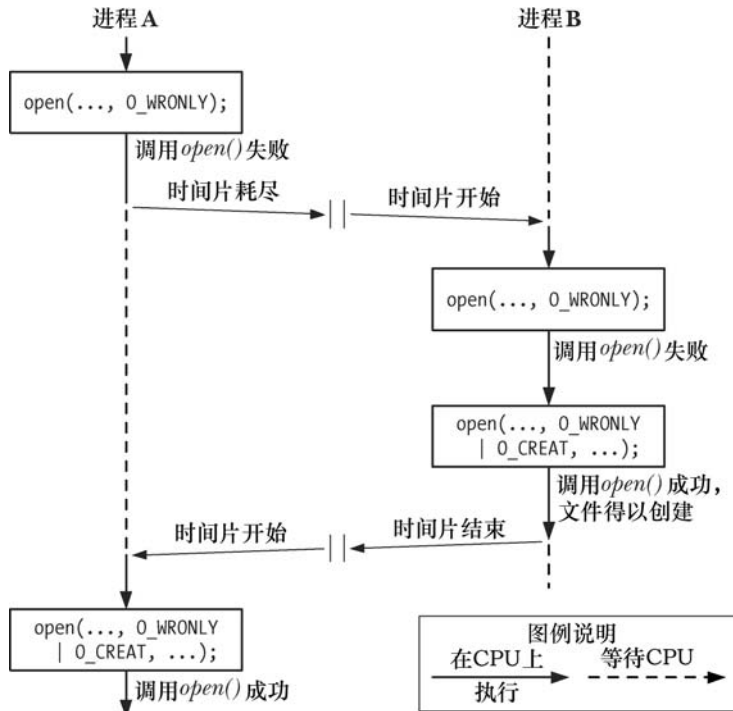 进程A
进程B
open(..., O_WRONLY);
调用open()失败
时间片耗尽
时间片开始
open(..., O_WRONLY);
调用open()失败
open(..., O_WRONLY
| O_CREAT, ...);
调用open()成功,
文件得以创建
时间片开始
时间片结束
open(..., O_WRONLY
| O_CREAT, ...);
调用open()成功
图例说明
在CPU上
执行
等待CPU